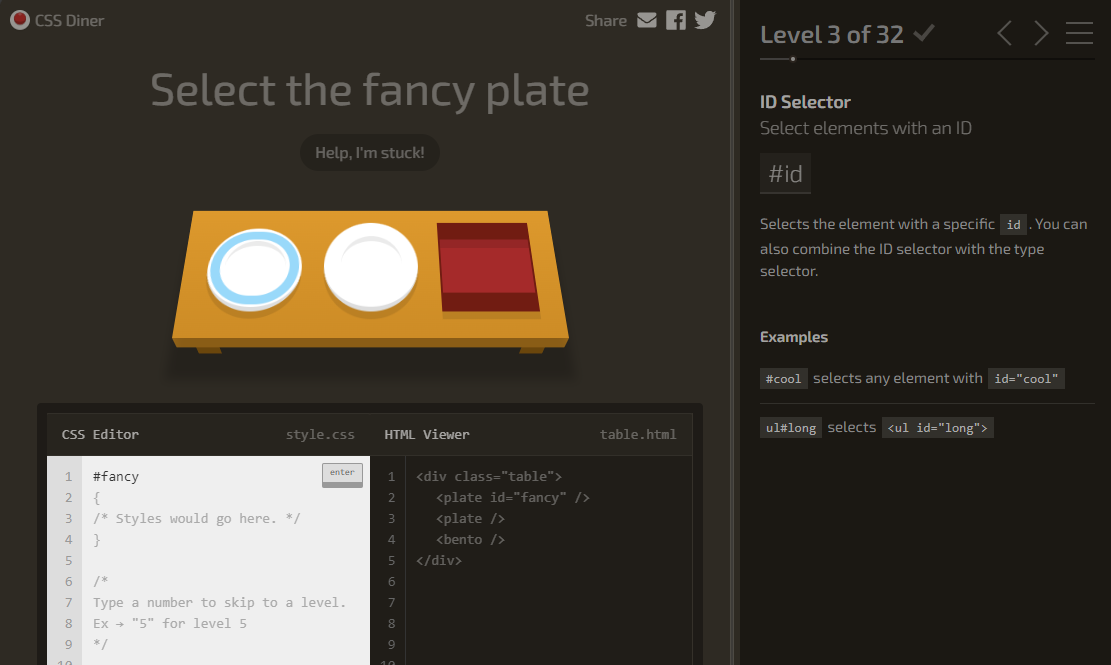 CSS Diner
Share
Select the fancy plate
Help, I'm stuck!
CSS Editor
style.css
1 #fancy
enter
2 {
3 /* Styles would go here. */
4 }
5
6 /*
7 Type a number to skip to a level.
8 Ex → "5" for level 5
9 */
10
HTML Viewer
table.html
1 <div class="table">
2 <plate id="fancy" />
3 <plate />
4 <bento />
5 </div>
6
7
8
9
10
Level 3 of 32
ID Selector
Select elements with an ID
#id
Selects the element with a specific id . You can
also combine the ID selector with the type
selector.
Examples
#cool selects any element with id="cool"
ul#long selects <ul id="long">